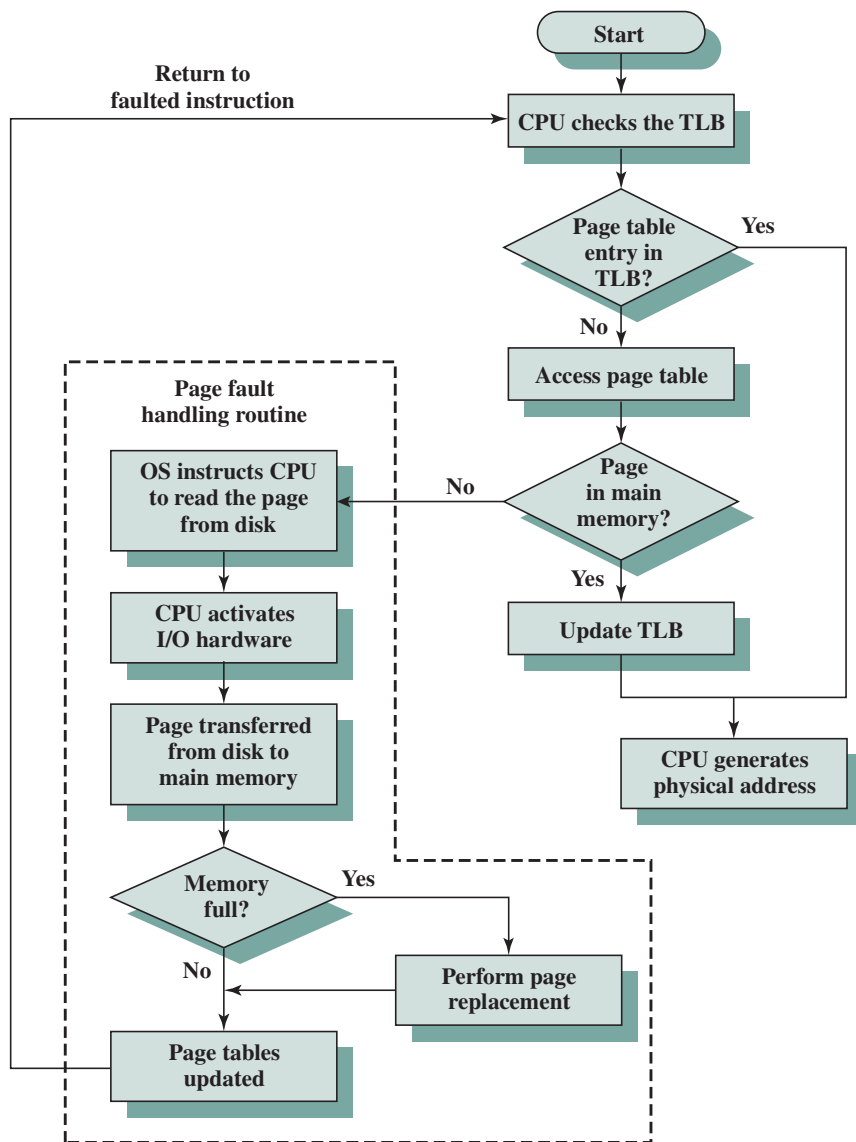 Start
Return to
faulted instruction
CPU checks the TLB
Page table
entry in
TLB?
Yes
No
Access page table
Page fault
handling routine
OS instructs CPU
to read the page
from disk
No
Page
in main
memory?
Yes
CPU activates
I/O hardware
Update TLB
Page transferred
from disk to
main memory
CPU generates
physical address
Memory
full?
Yes
No
Perform page
replacement
Page tables
updated